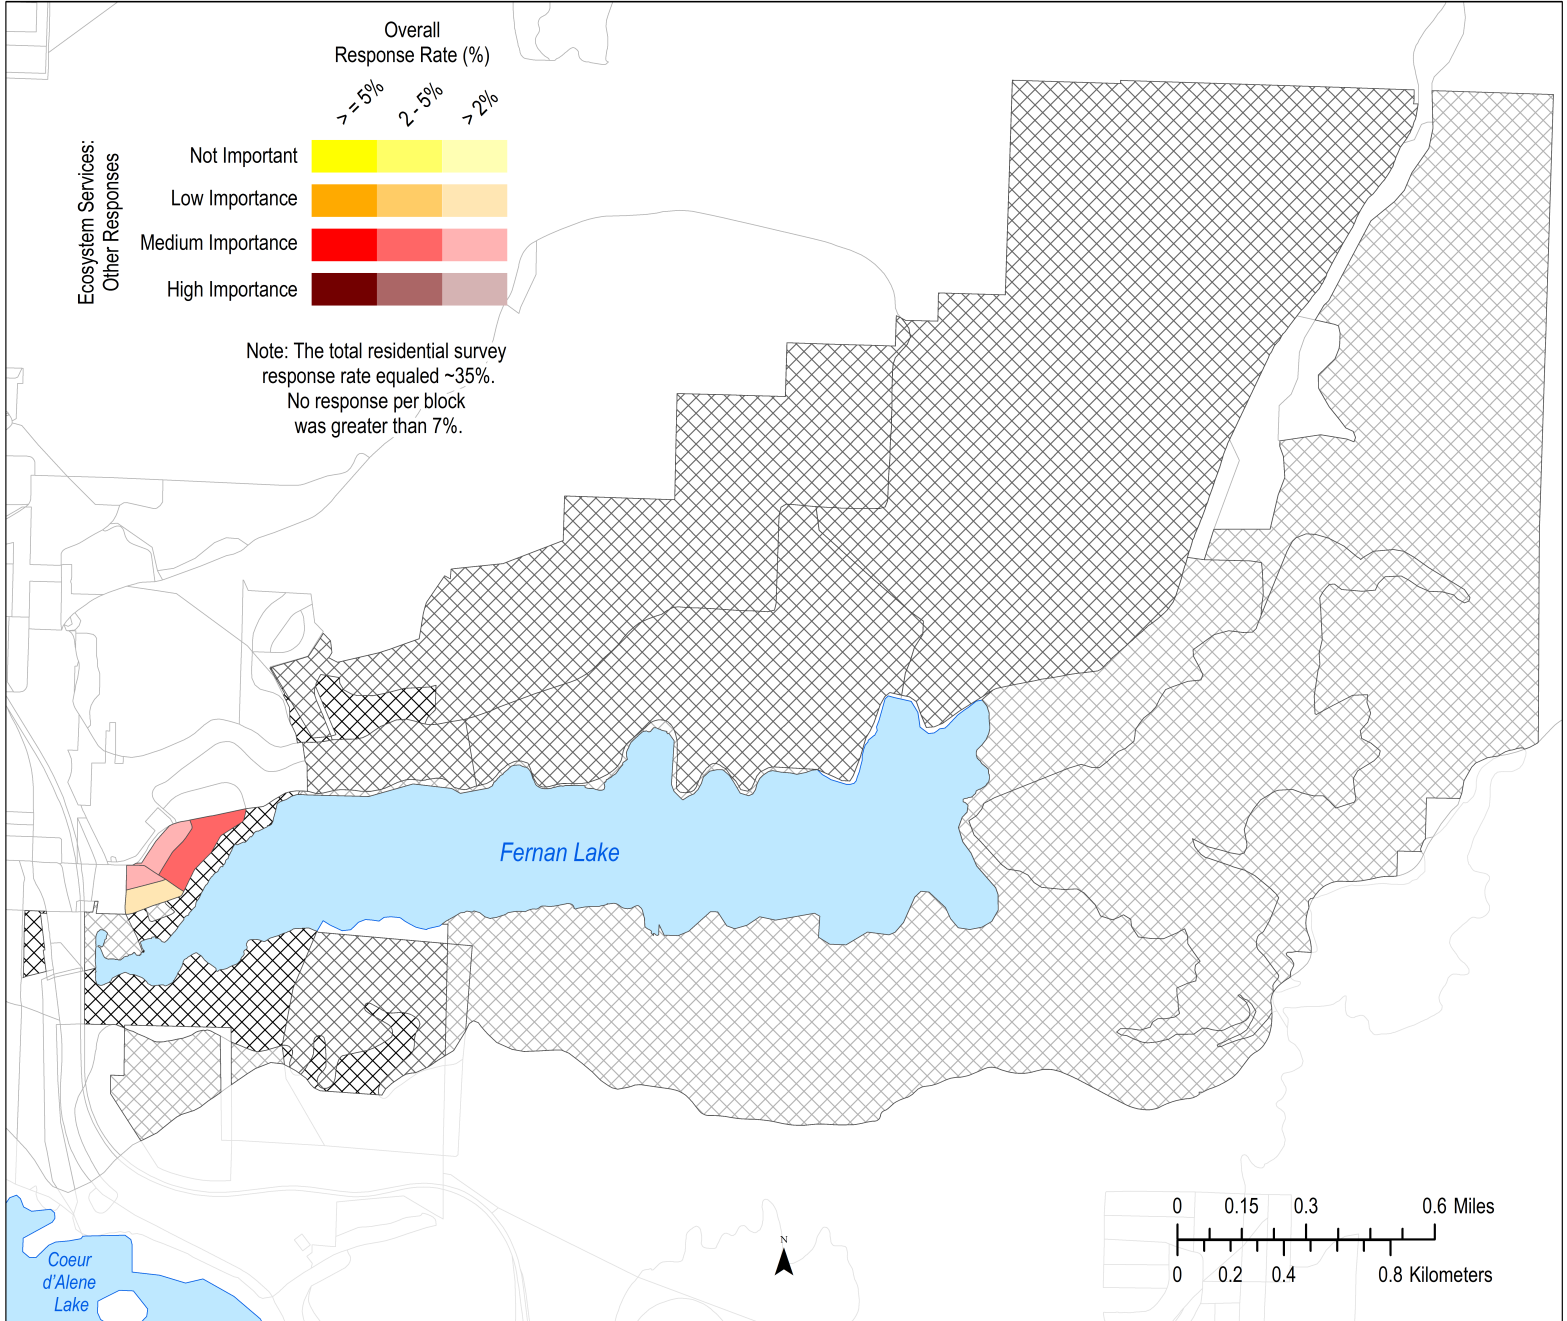 Overall
Response Rate (%)
> = 5%
2 - 5%
> 2%
Ecosystem Services:
Other Responses
Not Important
Low Importance
Medium Importance
High Importance
Note: The total residential survey
response rate equaled ~35%.
No response per block
was greater than 7%.
Fernan Lake
Coeur
d'Alene
Lake
N
0 0.15 0.3 0.6 Miles
0 0.2 0.4 0.8 Kilometers